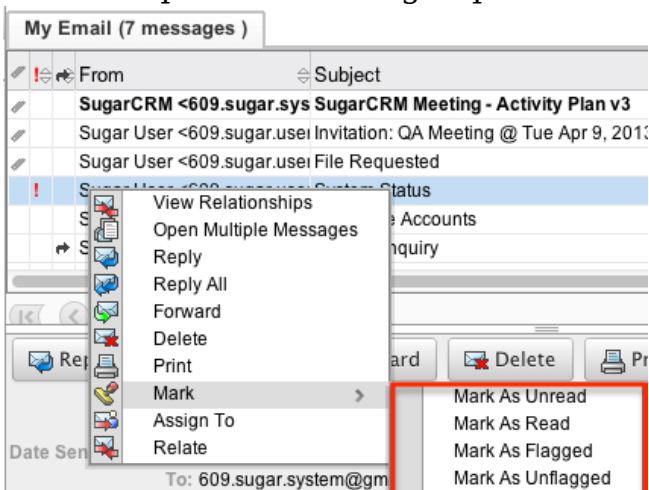 My Email (7 messages )
! From Subject
SugarCRM <609.sugar.sys SugarCRM Meeting - Activity Plan v3
Sugar User <609.sugar.user Invitation: QA Meeting @ Tue Apr 9, 2013
Sugar User <609.sugar.user File Requested
! Status
View Relationships
Accounts
Open Multiple Messages
Reply
nquiry
Reply All
Forward
Delete
Print
Rep
ard
Delete
Pr
Mark >
Mark As Unread
Assign To
Mark As Read
Relate
Mark As Flagged
Date Sen
Mark As Unflagged
To: 609.sugar.system@gm